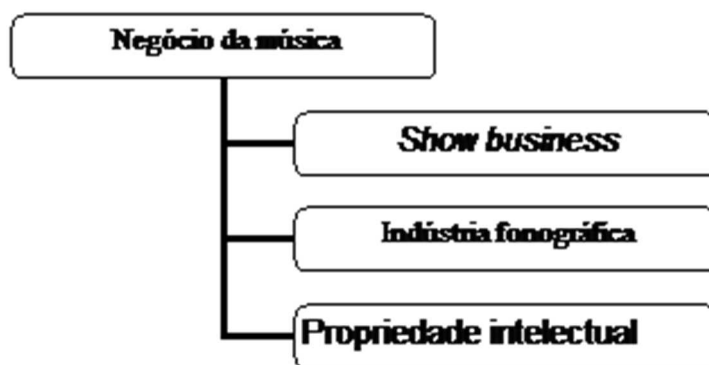 Negócio da música
Show business
Indústria fonográfica
Propriedade intelectual